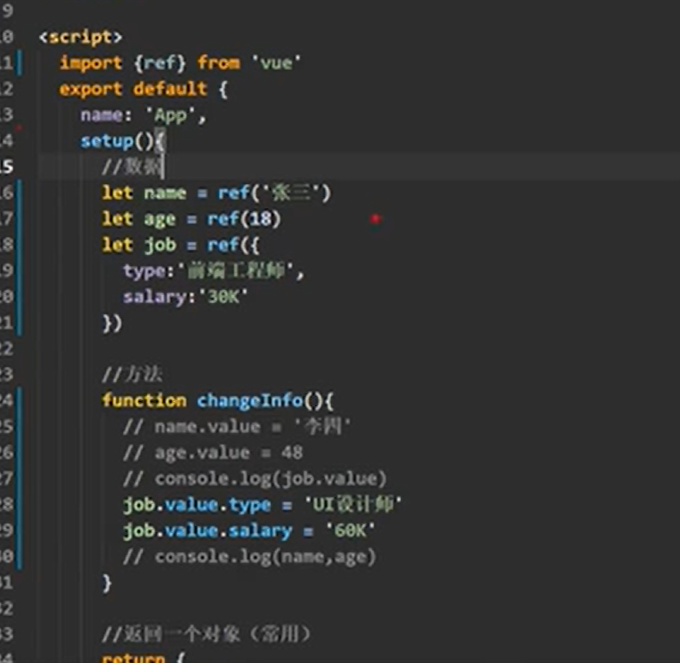 9
0 <script>
11 import {ref} from 'vue'
12 export default {
13 name: 'App',
14 setup(){
15 //数据
16 let name = ref('张三')
17 let age = ref(18)
18 let job = ref({
19 type:'前端工程师',
20 salary:'30K'
21 })
22
23 //方法
24 function changeInfo(){
25 // name.value = '李四'
26 // age.value = 48
27 // console.log(job.value)
28 job.value.type = 'UI设计师'
29 job.value.salary = '60K'
30 // console.log(name,age)
31 }
32
33 //返回一个对象（常用）
34 return {